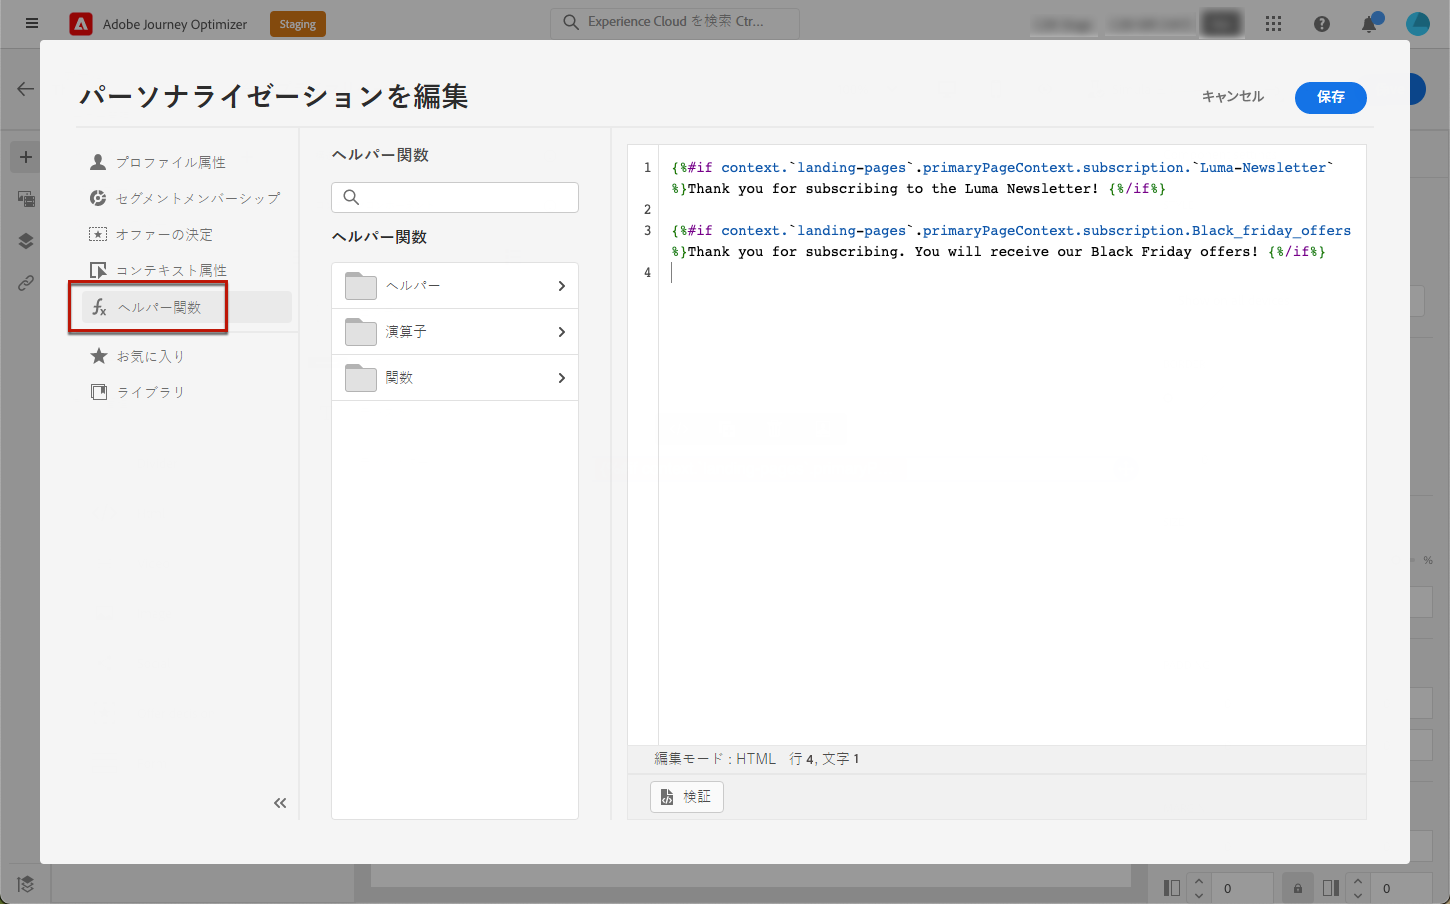 Adobe Journey Optimizer
Staging
Experience Cloud を検索 Ctr...
パーソナライゼーションを編集
キャンセル
保存
プロファイル属性
セグメントメンバーシップ
オファーの決定
コンテキスト属性
ヘルパー関数
お気に入り
ライブラリ
ヘルパー関数
ヘルパー関数
ヘルパー
演算子
関数
1 {%#if context.`landing-pages`.primaryPageContext.subscription.`Luma-Newsletter`
%}Thank you for subscribing to the Luma Newsletter! {%/if%}
2
3 {%#if context.`landing-pages`.primaryPageContext.subscription.Black_friday_offers
%}Thank you for subscribing. You will receive our Black Friday offers! {%/if%}
4
編集モード : HTML 行 4, 文字 1
検証
%
0
0